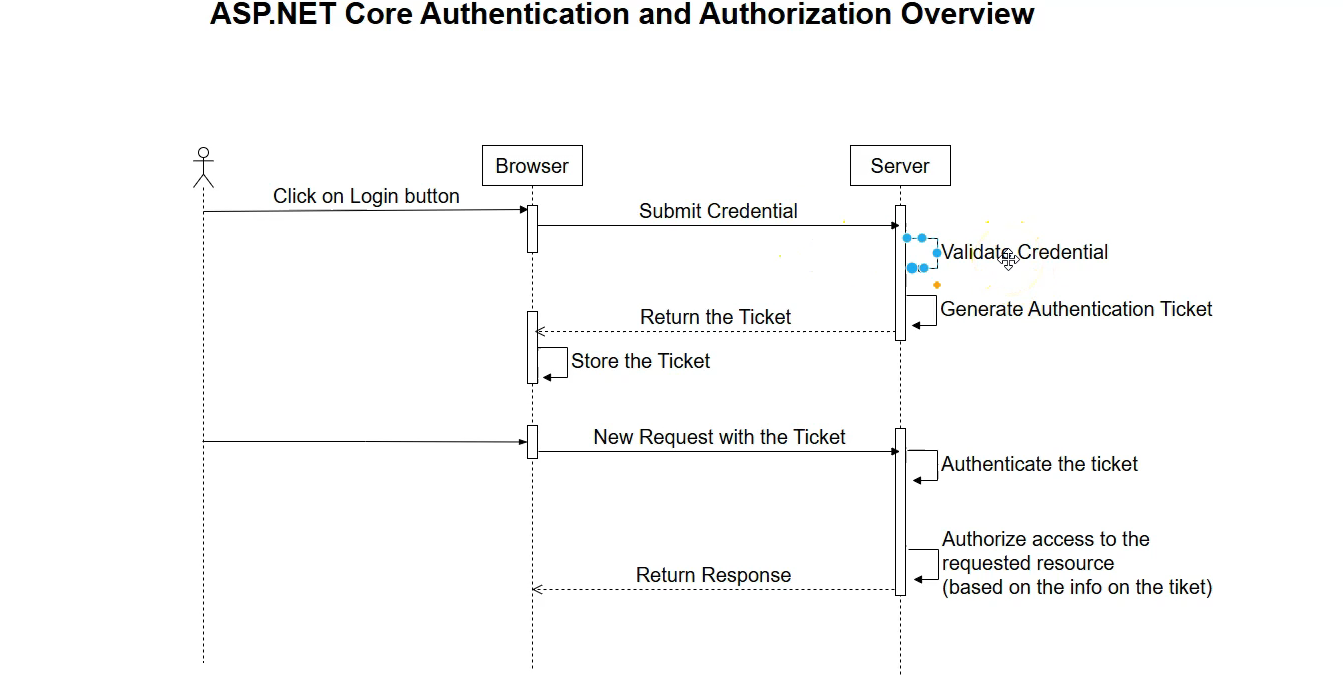 ASP.NET Core Authentication and Authorization Overview
Browser
Server
Click on Login button
Submit Credential
Validate Credential
Generate Authentication Ticket
Return the Ticket
Store the Ticket
New Request with the Ticket
Authenticate the ticket
Authorize access to the
requested resource
(based on the info on the tiket)
Return Response